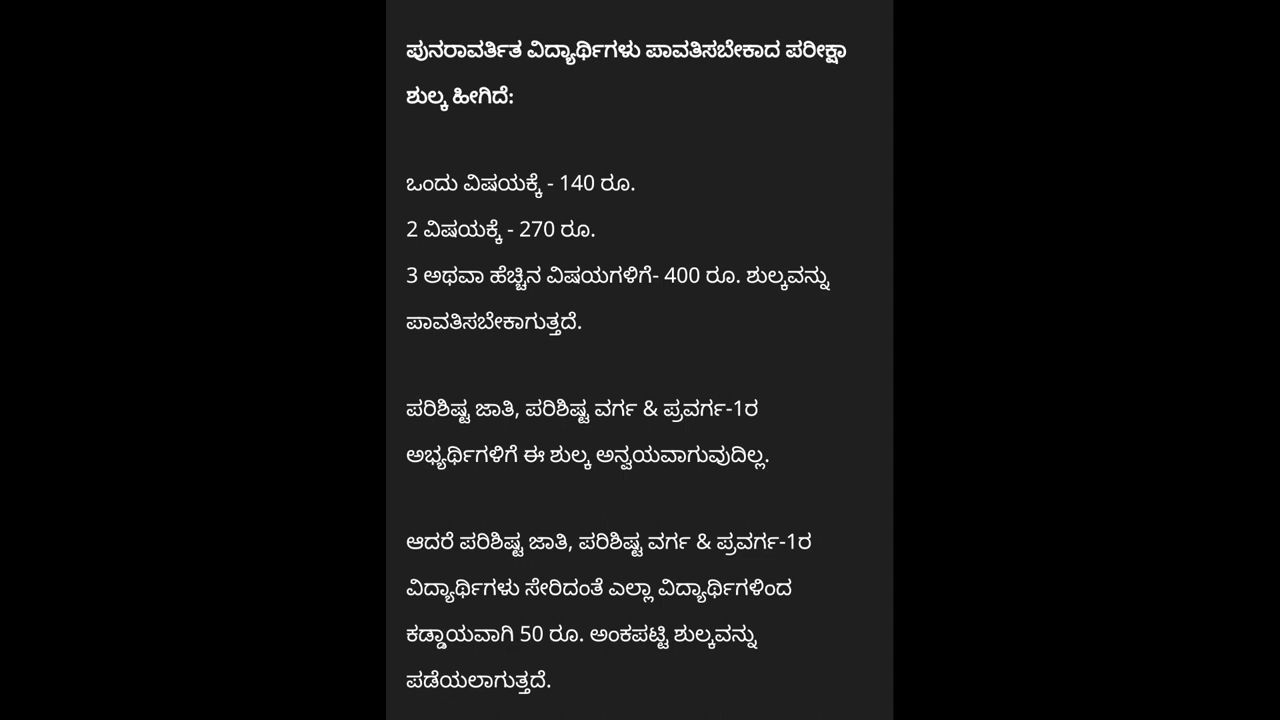 ಪುನರಾವರ್ತಿತ ವಿದ್ಯಾರ್ಥಿಗಳು ಪಾವತಿಸಬೇಕಾದ ಪರೀಕ್ಷಾ
ಶುಲ್ಕ ಹೀಗಿದೆ:
ಒಂದು ವಿಷಯಕ್ಕೆ - 140 ರೂ.
2 ವಿಷಯಕ್ಕೆ - 270 ರೂ.
3 ಅಥವಾ ಹೆಚ್ಚಿನ ವಿಷಯಗಳಿಗೆ- 400 ರೂ. ಶುಲ್ಕವನ್ನು
ಪಾವತಿಸಬೇಕಾಗುತ್ತದೆ.
ಪರಿಶಿಷ್ಟ ಜಾತಿ, ಪರಿಶಿಷ್ಟ ವರ್ಗ & ಪ್ರವರ್ಗ-1ರ
ಅಭ್ಯರ್ಥಿಗಳಿಗೆ ಈ ಶುಲ್ಕ ಅನ್ವಯವಾಗುವುದಿಲ್ಲ.
ಆದರೆ ಪರಿಶಿಷ್ಟ ಜಾತಿ, ಪರಿಶಿಷ್ಟ ವರ್ಗ & ಪ್ರವರ್ಗ-1ರ
ವಿದ್ಯಾರ್ಥಿಗಳು ಸೇರಿದಂತೆ ಎಲ್ಲಾ ವಿದ್ಯಾರ್ಥಿಗಳಿಂದ
ಕಡ್ಡಾಯವಾಗಿ 50 ರೂ. ಅಂಕಪಟ್ಟಿ ಶುಲ್ಕವನ್ನು
ಪಡೆಯಲಾಗುತ್ತದೆ.